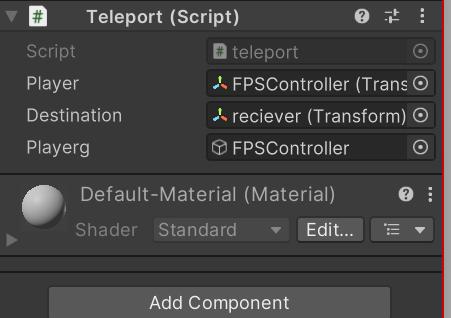 Teleport (Script)
Script teleport
Player FPSController (Trans
Destination reciever (Transform)
Playerg FPSController
Default-Material (Material)
Shader Standard Edit...
Add Component